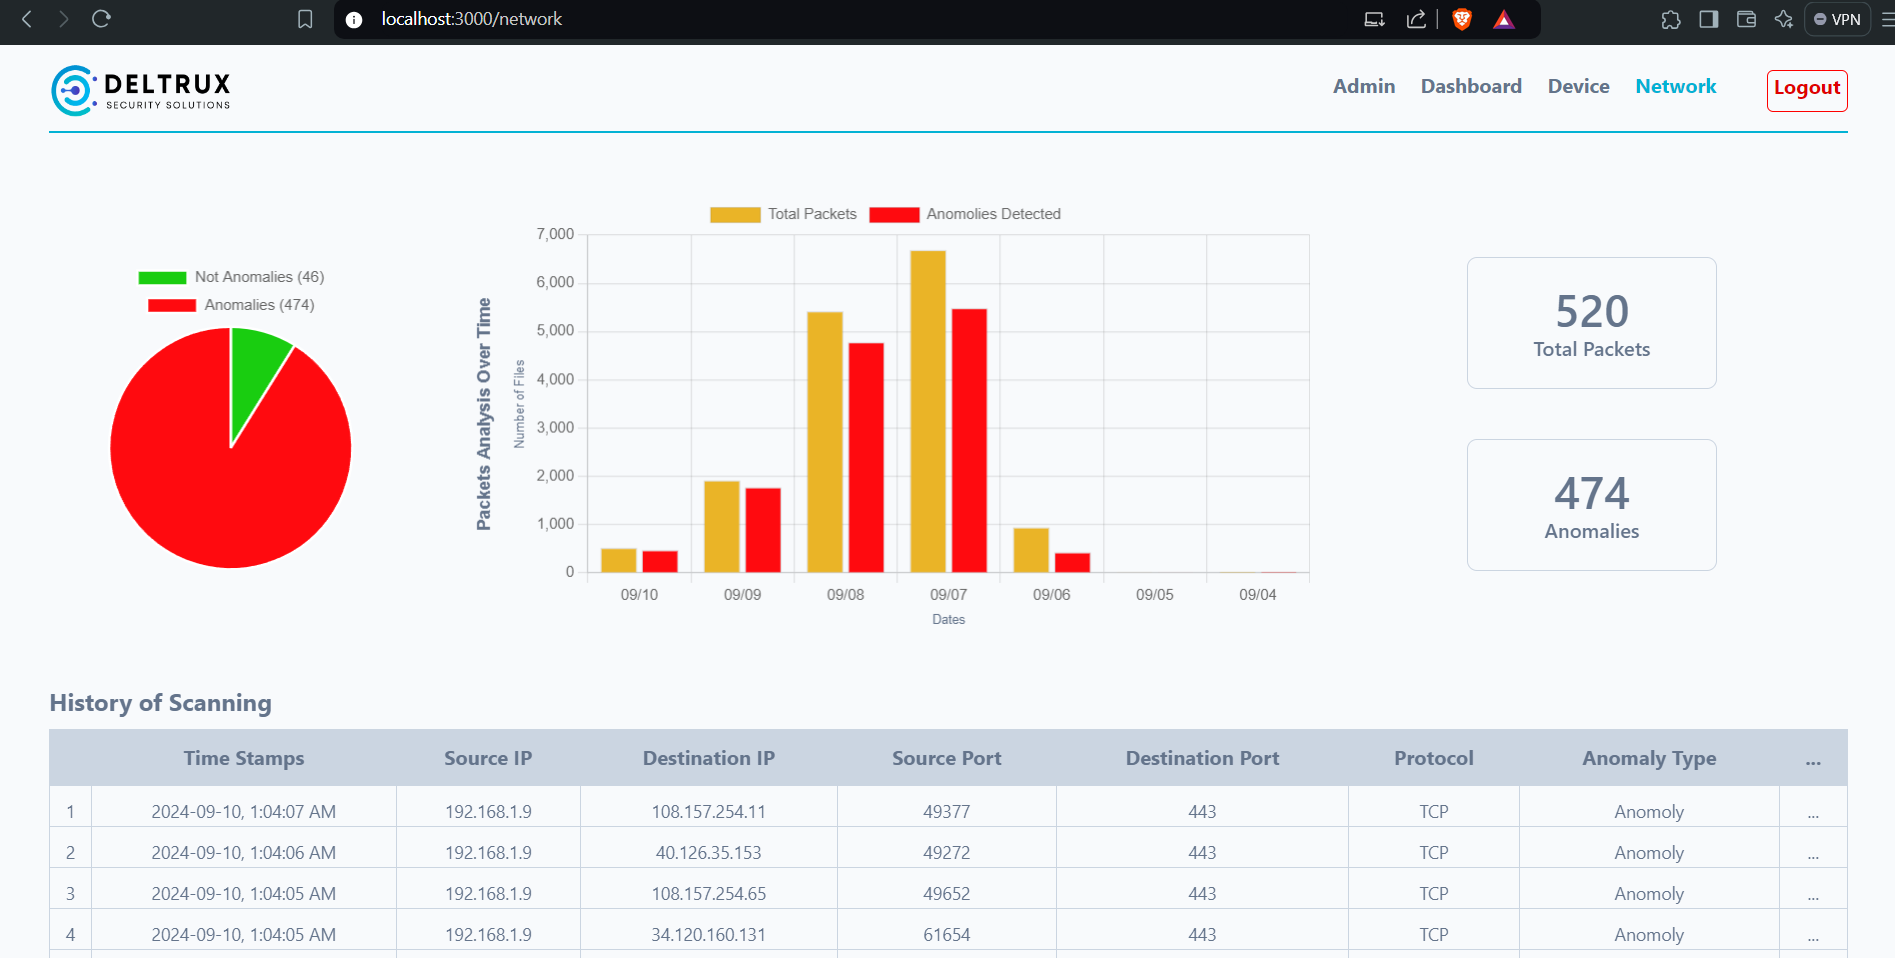 localhost:3000/network
VPN
DELTRUX
SECURITY SOLUTIONS
Admin Dashboard Device Network Logout
Not Anomalies (46)
Anomalies (474)
Total Packets Anomolies Detected
Packets Analysis Over Time
Number of Files
7,000
6,000
5,000
4,000
3,000
2,000
1,000
0
09/10 09/09 09/08 09/07 09/06 09/05 09/04
Dates
520
Total Packets
474
Anomalies
History of Scanning
Time Stamps Source IP Destination IP Source Port Destination Port Protocol Anomaly Type ...
1 2024-09-10, 1:04:07 AM 192.168.1.9 108.157.254.11 49377 443 TCP Anomoly ...
2 2024-09-10, 1:04:06 AM 192.168.1.9 40.126.35.153 49272 443 TCP Anomoly ...
3 2024-09-10, 1:04:05 AM 192.168.1.9 108.157.254.65 49652 443 TCP Anomoly ...
4 2024-09-10, 1:04:05 AM 192.168.1.9 34.120.160.131 61654 443 TCP Anomoly ...